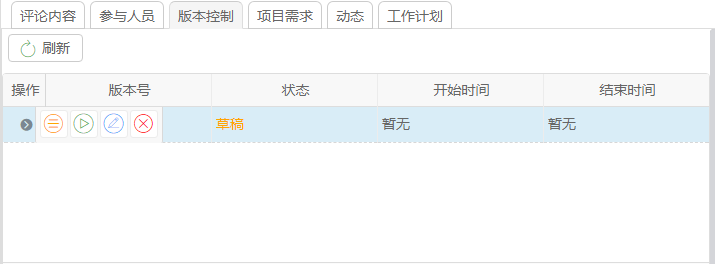 评论内容 参与人员 版本控制 项目需求 动态 工作计划
刷新
操作 版本号 状态 开始时间 结束时间
草稿 暂无 暂无